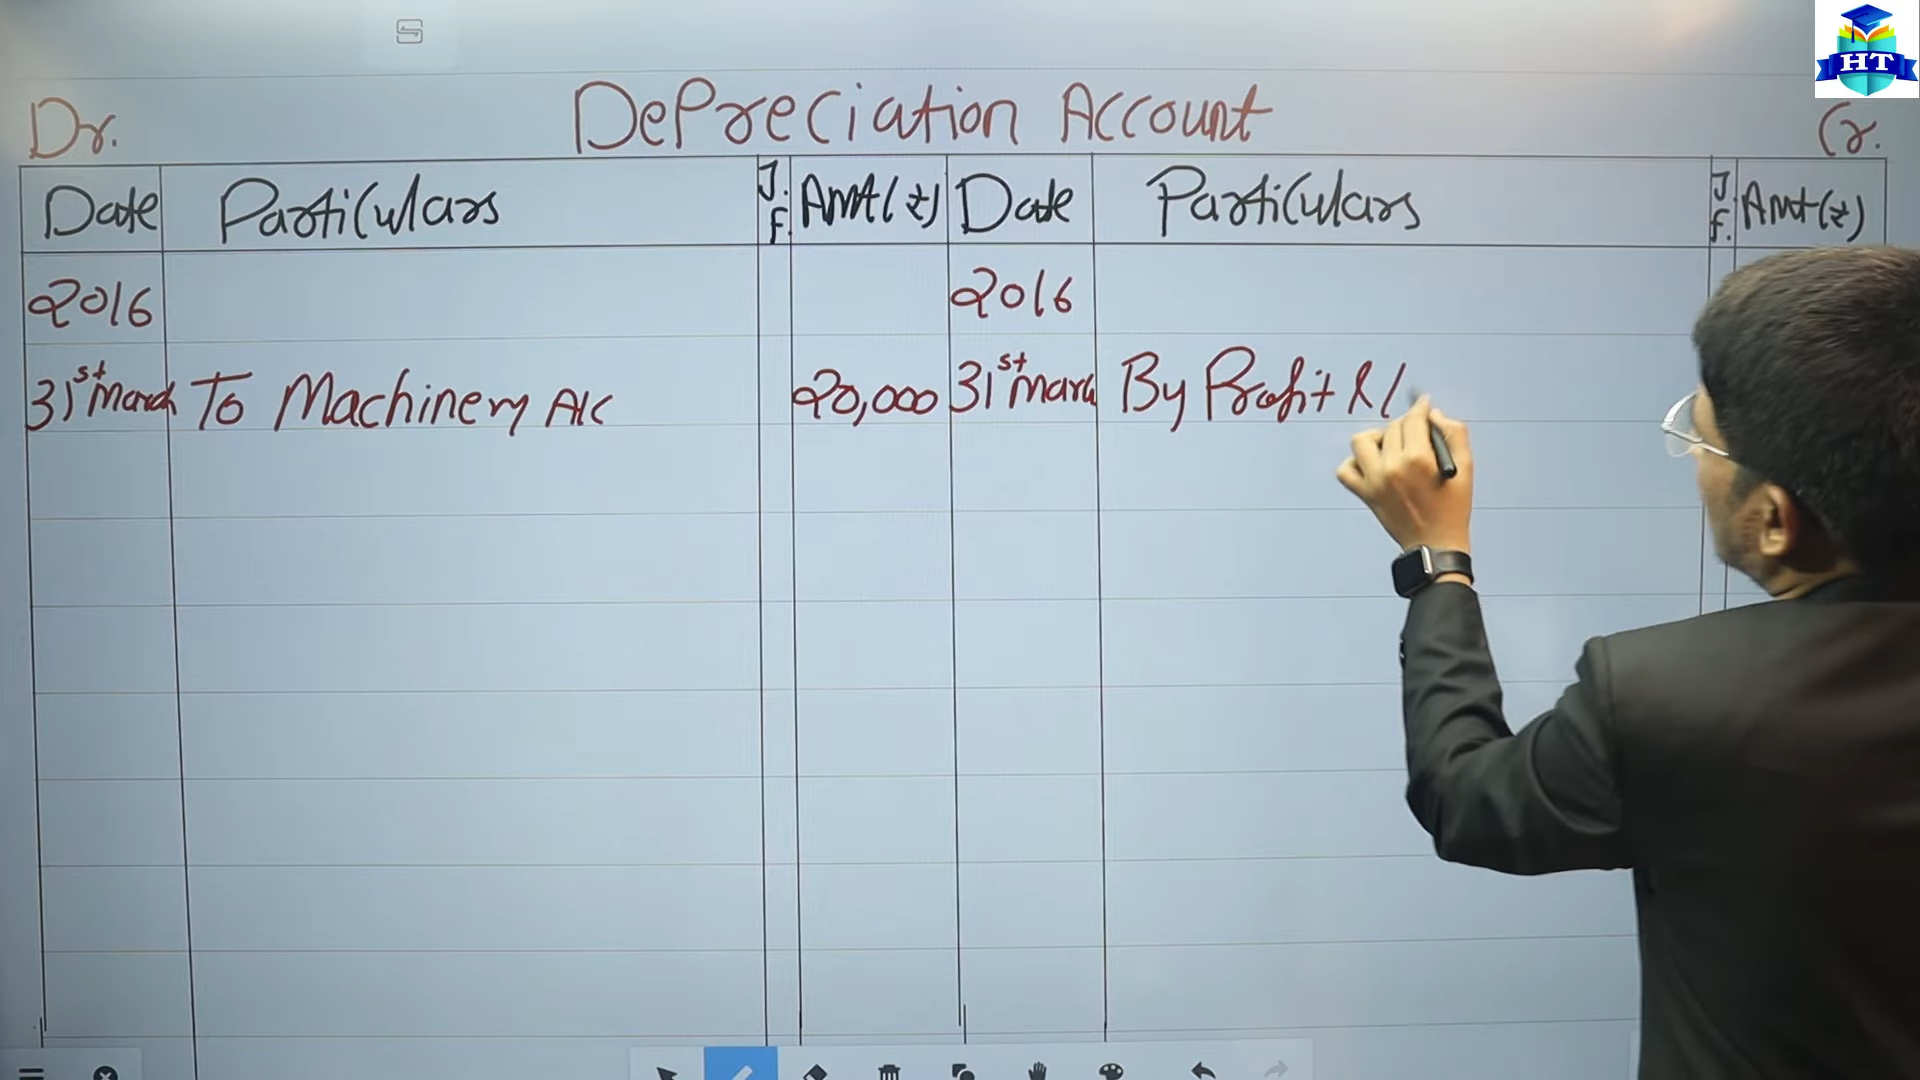 HT
Dr. Depreciation Account Cr.
Date Particulars J.F. Amt(₹) Date Particulars J.F. Amt(₹)
2016 2016
31st March To Machinery A/c 20,000 31st March By Profit & L